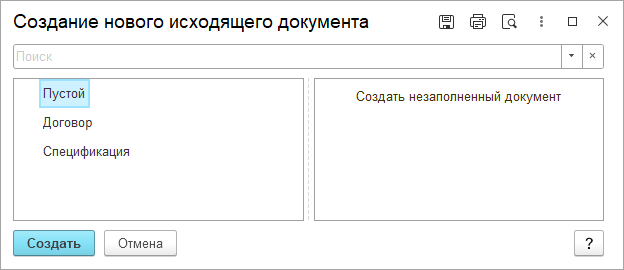 Создание нового исходящего документа
Поиск
Пустой
Создать незаполненный документ
Договор
Спецификация
Создать
Отмена
?